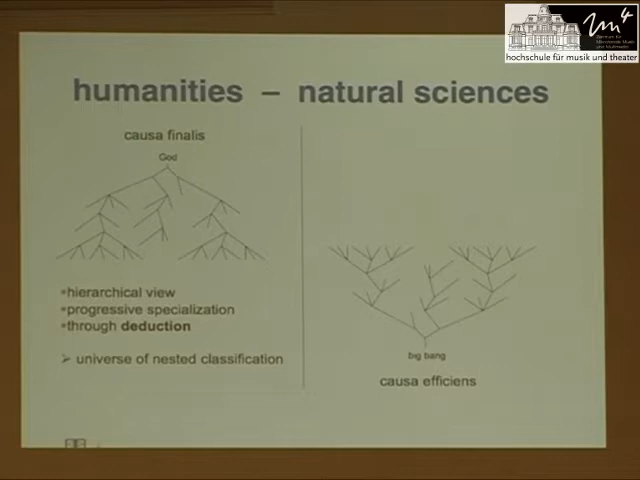 hochschule für musik und theater
humanities – natural sciences
causa finalis
God
▪hierarchical view
▪progressive specialization
▪through deduction
➢ universe of nested classification
big bang
causa efficiens